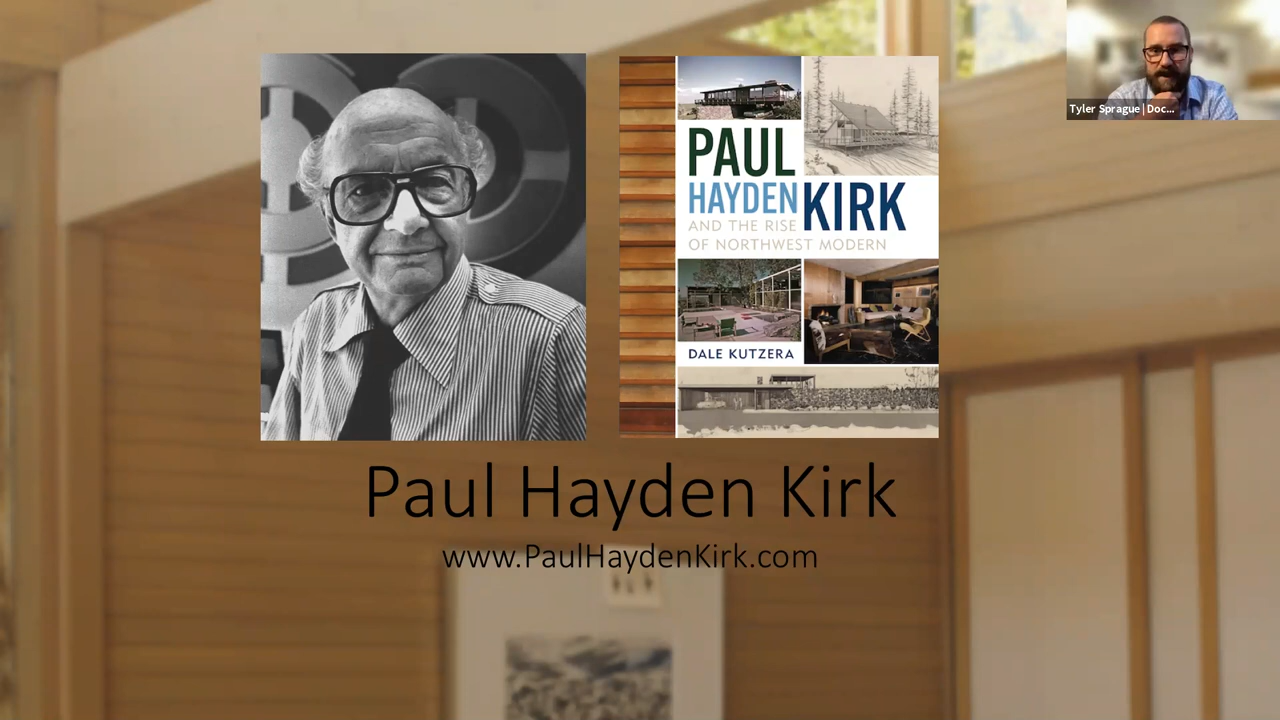 Tyler Sprague | Doc...
PAUL
HAYDEN KIRK
AND THE RISE
OF NORTHWEST MODERN
DALE KUTZERA
Paul Hayden Kirk
www.PaulHaydenKirk.com